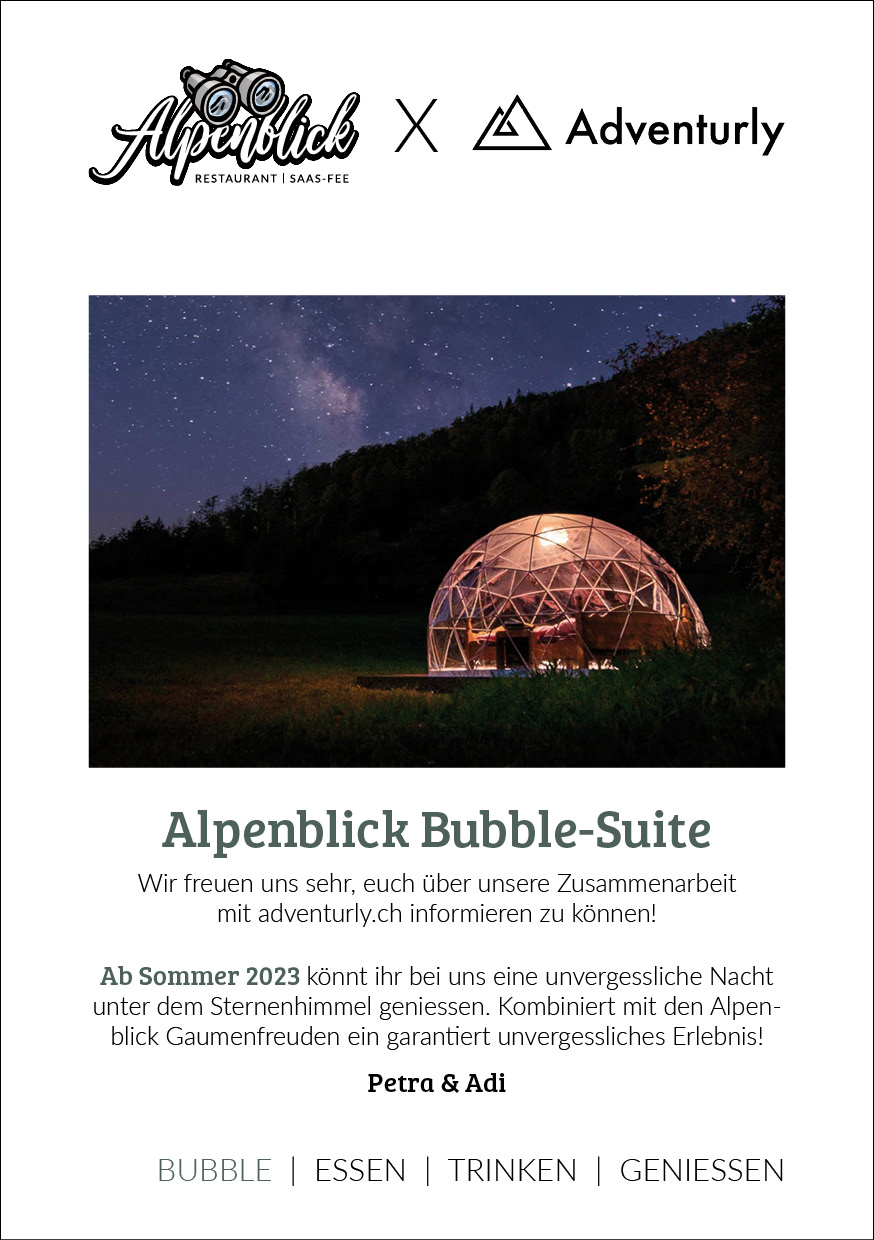 Alpenblick
RESTAURANT | SAAS-FEE
X
Adventurly
Alpenblick Bubble-Suite
Wir freuen uns sehr, euch über unsere Zusammenarbeit
mit adventurly.ch informieren zu können!
Ab Sommer 2023 könnt ihr bei uns eine unvergessliche Nacht
unter dem Sternenhimmel geniessen. Kombiniert mit den Alpen-
blick Gaumenfreuden ein garantiert unvergessliches Erlebnis!
Petra & Adi
BUBBLE | ESSEN | TRINKEN | GENIESSEN